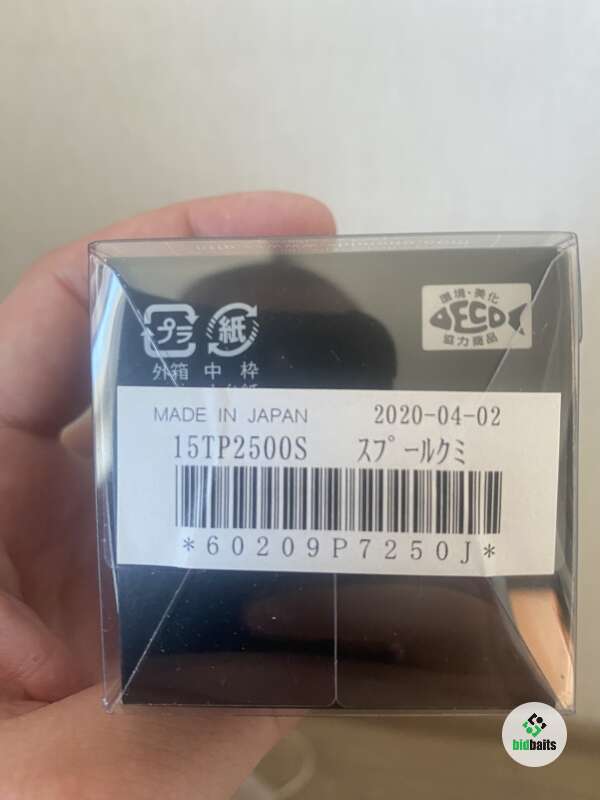 環境・美化
ECO
協力商品
プラ 紙
外箱 中 枠
MADE IN JAPAN 2020-04-02
15TP2500S スプールクミ
*60209P7250J*
bidbaits